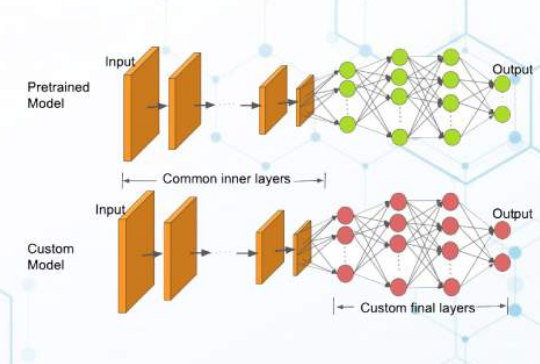 Input
Output
Pretrained
Model
Common inner layers
Input
Output
Custom
Model
Custom final layers